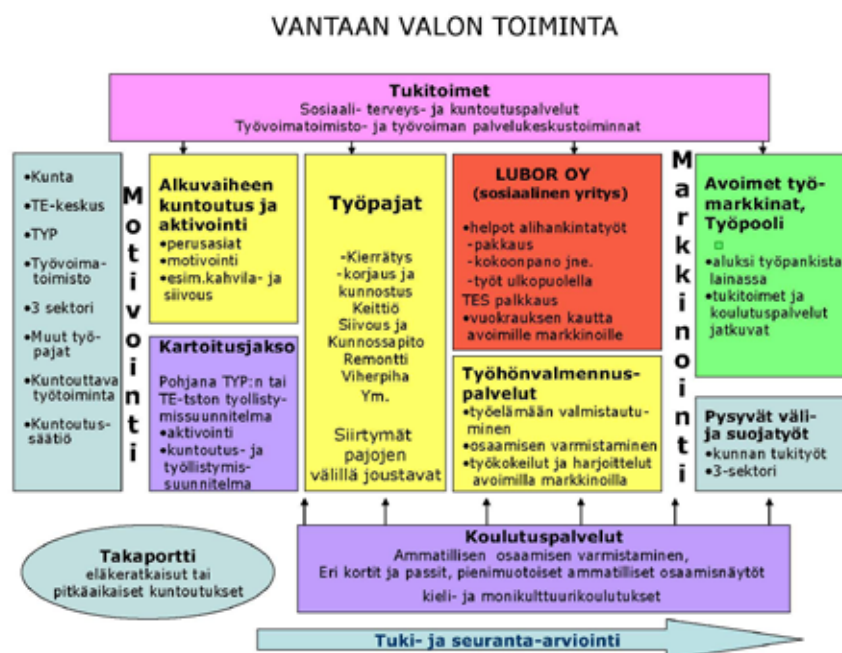 VANTAAN VALON TOIMINTA
Tukitoimet
Sosiaali- terveys- ja kuntoutuspalvelut
Työvoimatoimisto- ja työvoiman palvelukeskustoiminnat
•Kunta
•TE-keskus
•TYP
•Työvoima-
toimisto
•3 sektori
•Muut työ-
pajat
•Kuntouttava
työtoiminta
•Kuntoutus-
säätiö
Motivointi
Alkuvaiheen
kuntoutus ja
aktivointi
•perusasiat
•motivointi
•esim.kahvila- ja
siivous
Kartoitusjakso
Pohjana TYP:n tai
TE-tston tyollisty
missuunnitelma
•aktivointi
•kuntoutus- ja
työllistymis-
suunnitelma
Työpajat
-Kierrätys
-korjaus ja
kunnostus
Keittiö
Siivous ja
Kunnossapito
Remontti
Viherpiha
Ym.
Siirtymät
pajojen
välillä joustavat
LUBOR OY
(sosiaalinen yritys)
•helpot alihankintatyöt
-pakkaus
-kokoonpano jne.
-työt ulkopuolella
TES palkkaus
•vuokrauksen kautta
avoimille markkinoille
Työhönvalmennus-
palvelut
•työelämään valmistautu
minen
•osaamisen varmistaminen
•työkokeilut ja harjoittelut
avoimilla markkinoilla
Markkinointi
Avoimet työ-
markkinat,
Työpooli
•aluksi työpankista
lainassa
•tukitoimet ja
koulutuspalvelut
jatkuvat
Pysyvät väli-
ja suojatyöt
•kunnan tukityöt
•3-sektori
Takaportti
eläkeratkaisut tai
pitkäaikaiset kuntoutukset
Koulutuspalvelut
Ammatillisen osaamisen varmistaminen,
Eri kortit ja passit, pienimuotoiset ammatilliset osaamisnäytöt
kieli- ja monikulttuurikoulutukset
Tuki- ja seuranta-arviointi